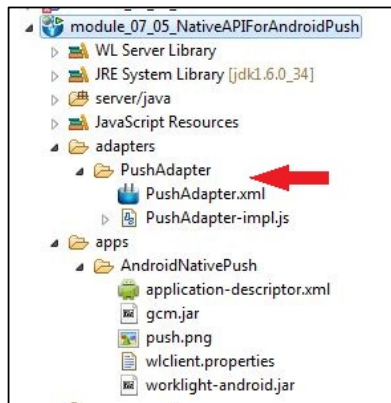 module_07_05_NativeAPIForAndroidPush
WL Server Library
JRE System Library [jdk1.6.0_34]
server/java
JavaScript Resources
adapters
PushAdapter
PushAdapter.xml
PushAdapter-impl.js
apps
AndroidNativePush
application-descriptor.xml
gcm.jar
push.png
wlclient.properties
worklight-android.jar